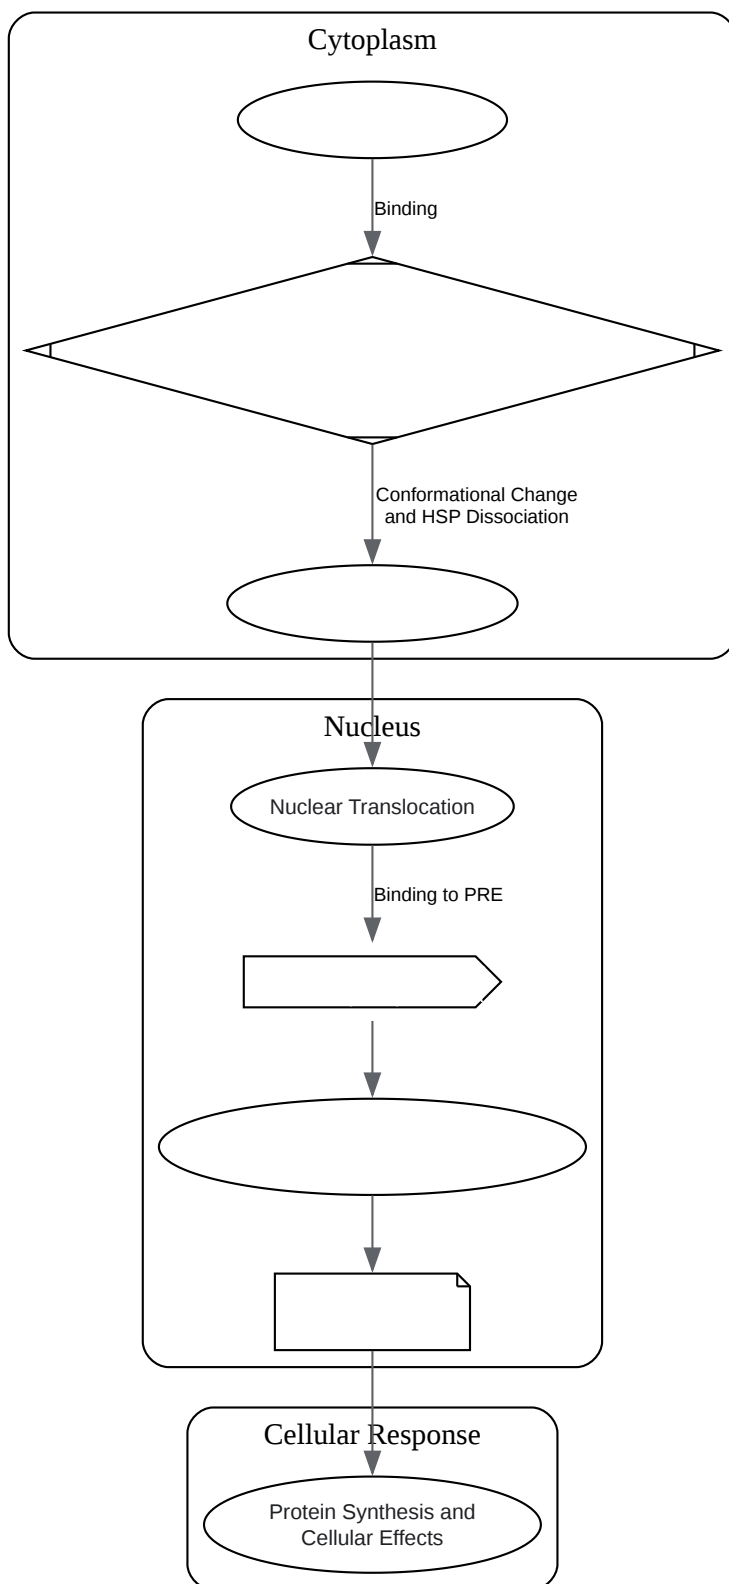 Cytoplasm
Binding
Conformational Change
and HSP Dissociation
Nucleus
Nuclear Translocation
Binding to PRE
Cellular Response
Protein Synthesis and
Cellular Effects